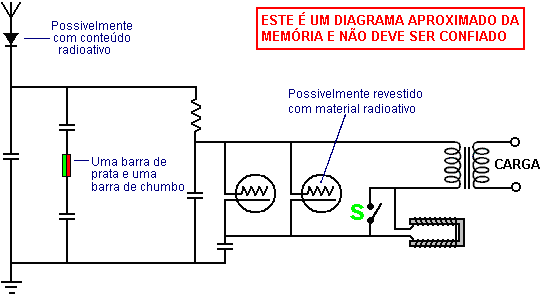 ESTE É UM DIAGRAMA APROXIMADO DA
MEMÓRIA E NÃO DEVE SER CONFIADO
Possivelmente
com conteúdo
radioativo
Possivelmente revestido
com material radioativo
Uma barra de
prata e uma
barra de chumbo
S
CARGA